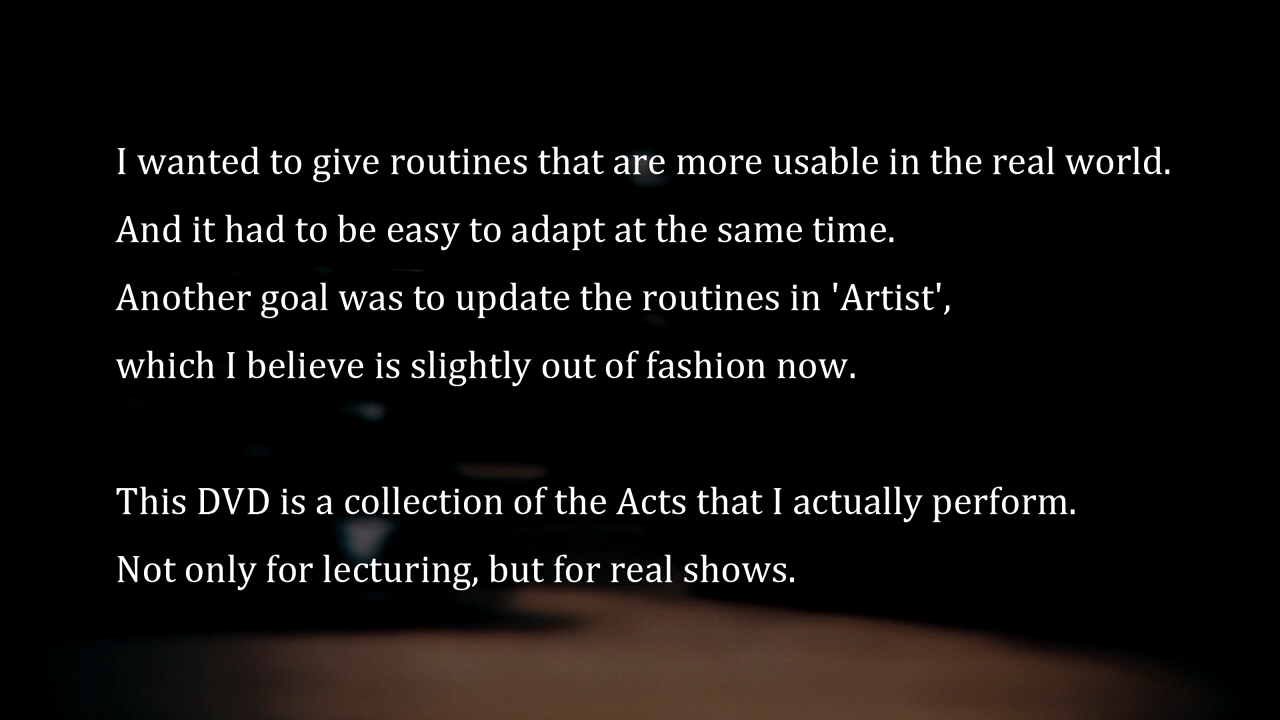 I wanted to give routines that are more usable in the real world.
And it had to be easy to adapt at the same time.
Another goal was to update the routines in 'Artist',
which I believe is slightly out of fashion now.
This DVD is a collection of the Acts that I actually perform.
Not only for lecturing, but for real shows.